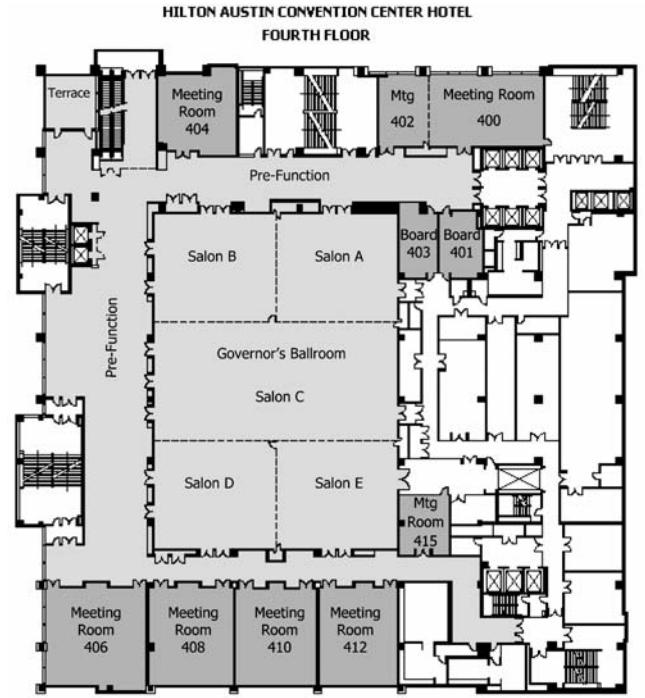 HILTON AUSTIN CONVENTION CENTER HOTEL
FOURTH FLOOR
Terrace
Meeting
Room
404
Mtg
402
Meeting Room
400
Pre-Function
Board
403
Board
401
Salon B
Salon A
Pre-Function
Governor's Ballroom
Salon C
Salon D
Salon E
Mtg
Room
415
Meeting
Room
406
Meeting
Room
408
Meeting
Room
410
Meeting
Room
412